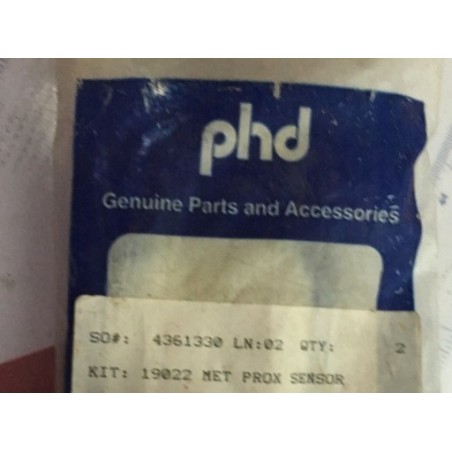 phd
Genuine Parts and Accessories
SO#: 4361330 LN:02 QTY: 2
KIT: 19022 MET PROX SENSOR